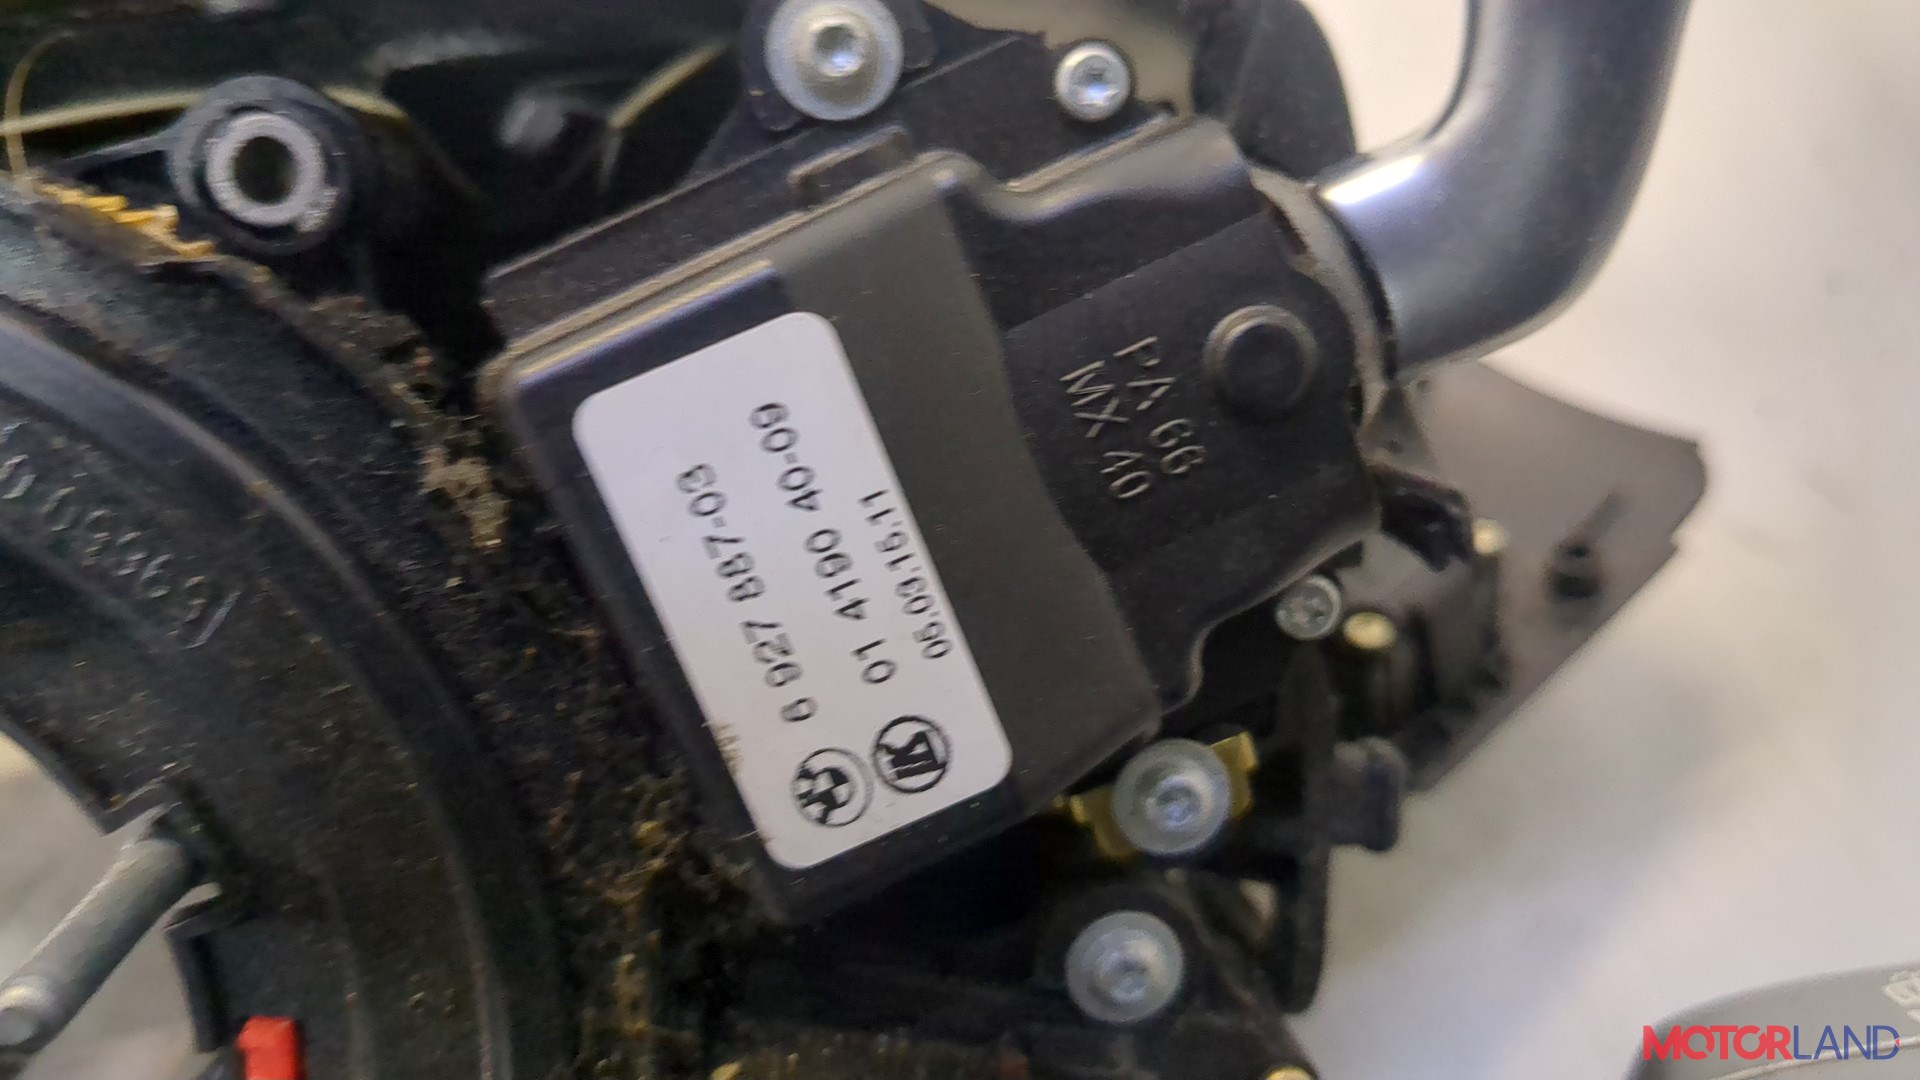 6 927 887-03
01 4190 40-09
05.03.15.11
PA 66
MX 40
MOTORLAND